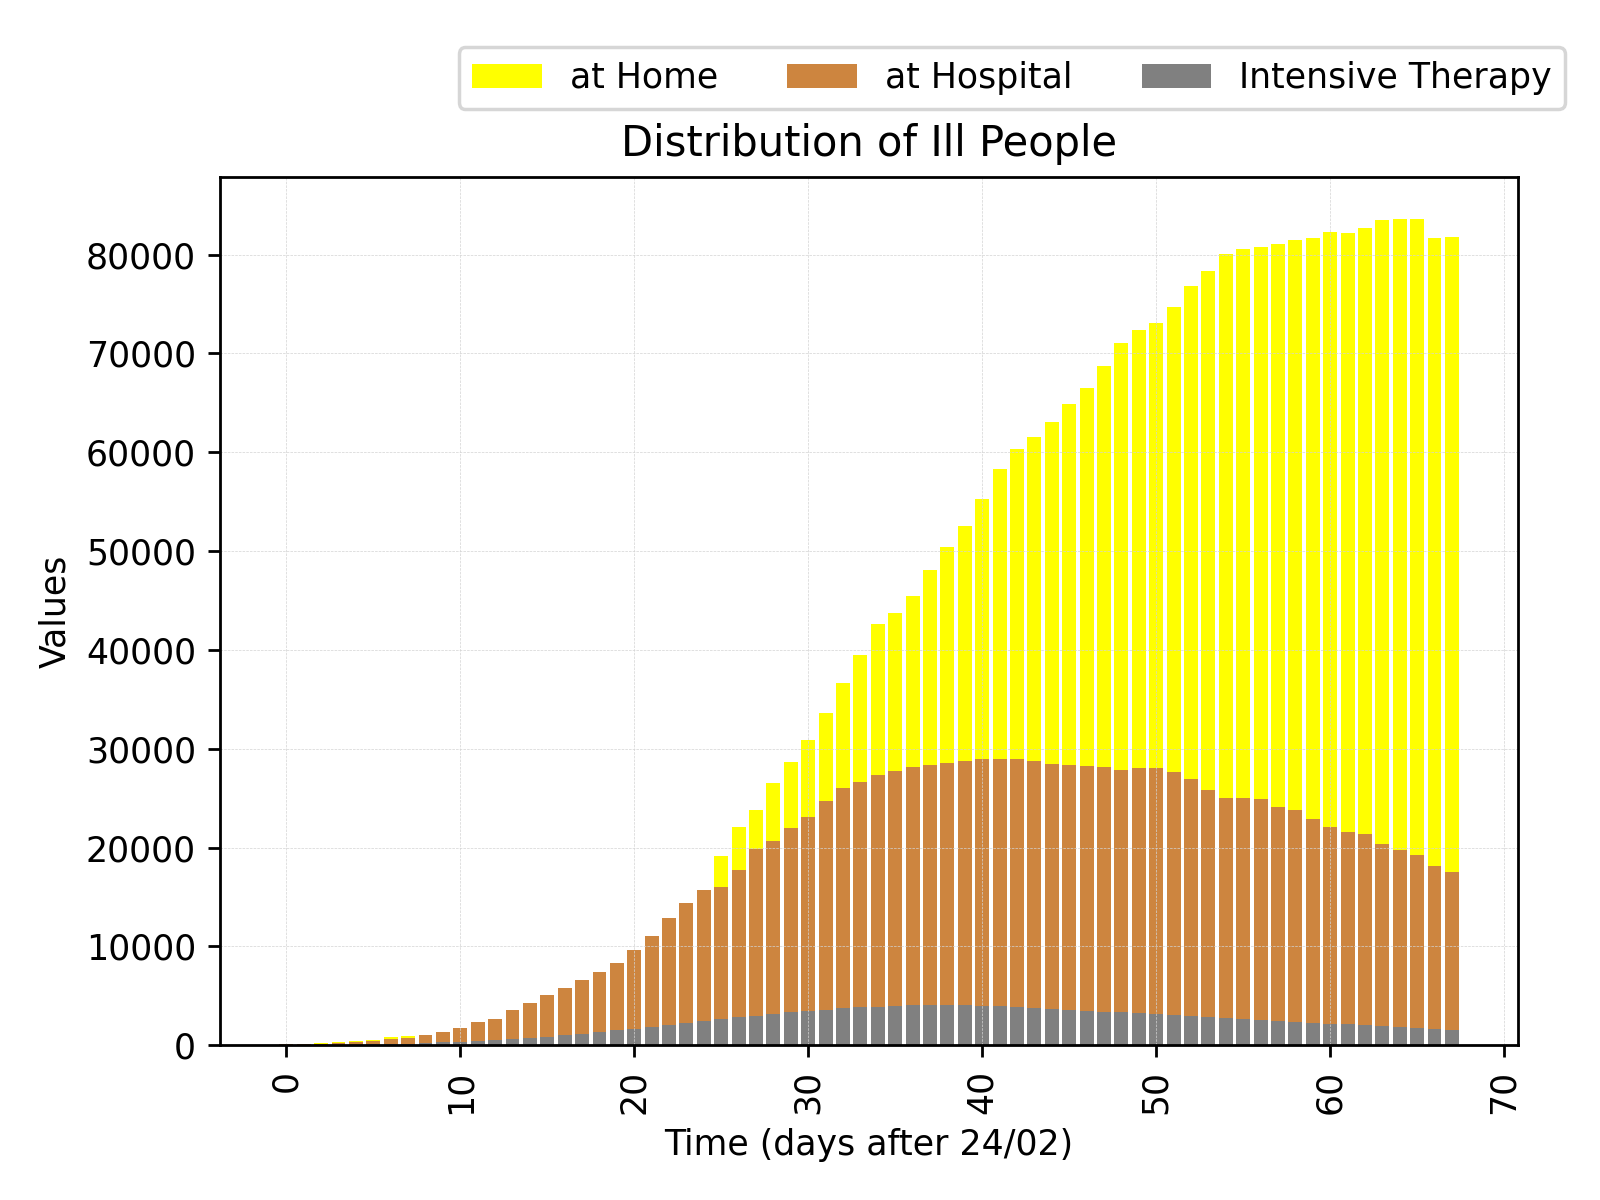 at Home at Hospital Intensive Therapy
Distribution of Ill People
80000
70000
60000
50000
40000
30000
20000
10000
0
Values
0 10 20 30 40 50 60 70
Time (days after 24/02)